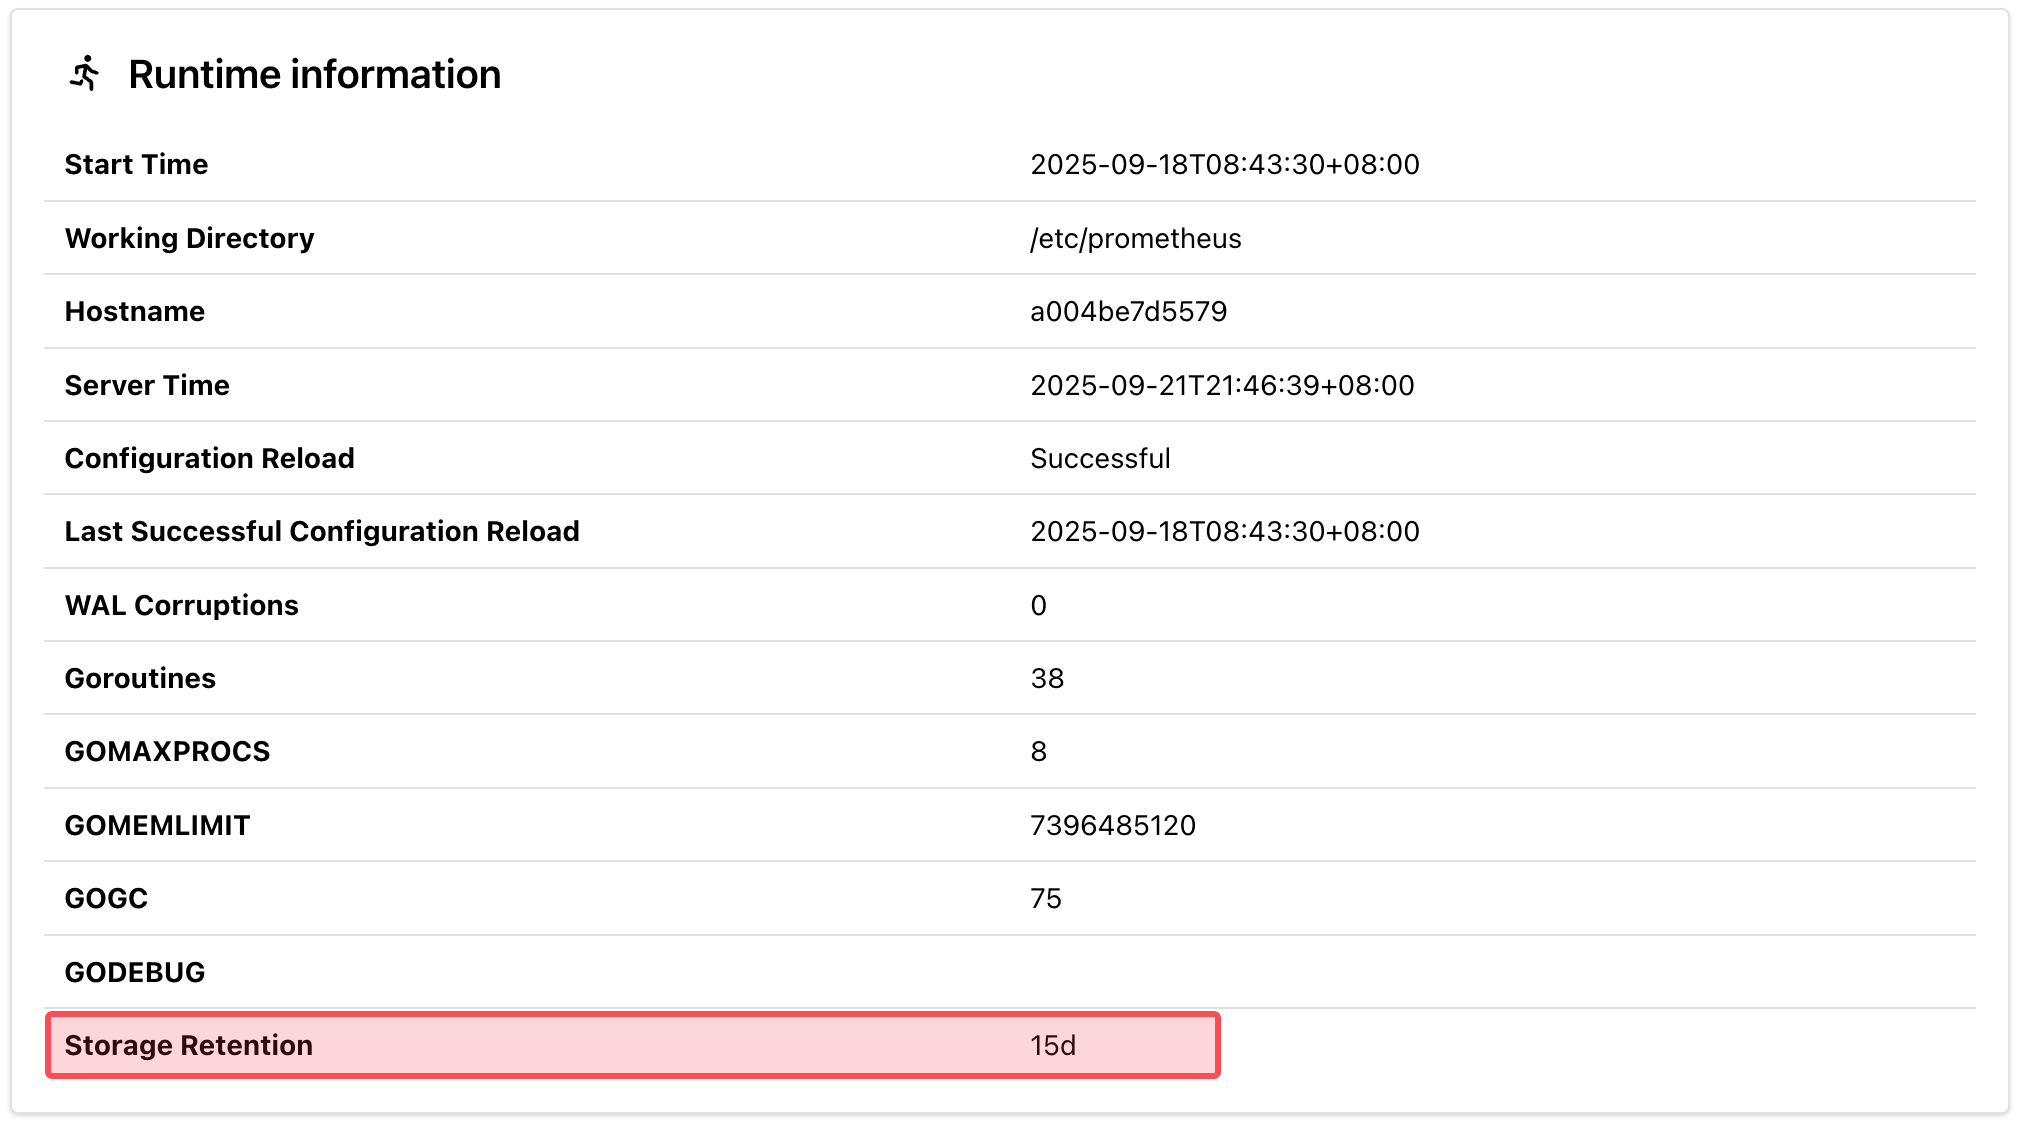 Runtime information
Start Time 2025-09-18T08:43:30+08:00
Working Directory /etc/prometheus
Hostname a004be7d5579
Server Time 2025-09-21T21:46:39+08:00
Configuration Reload Successful
Last Successful Configuration Reload 2025-09-18T08:43:30+08:00
WAL Corruptions 0
Goroutines 38
GOMAXPROCS 8
GOMEMLIMIT 7396485120
GOGC 75
GODEBUG
Storage Retention 15d